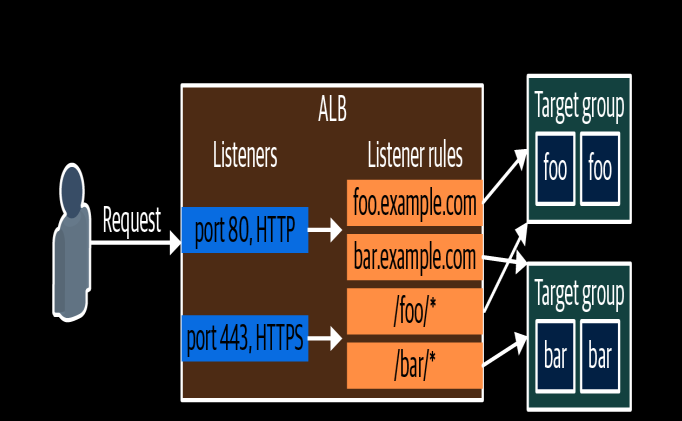 ALB
Listeners
Listener rules
Request
port 80, HTTP
port 443, HTTPS
foo.example.com
bar.example.com
/foo/*
/bar/*
Target group
foo foo
Target group
bar bar